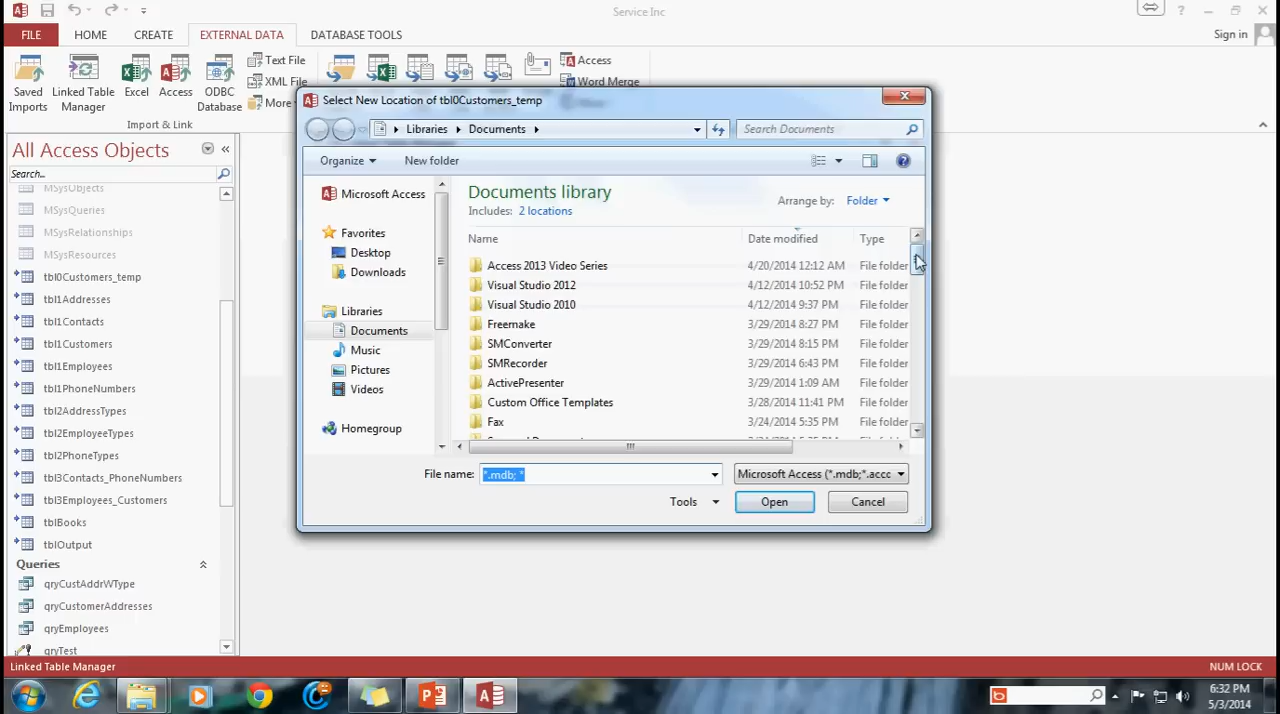 Service Inc
FILE HOME CREATE EXTERNAL DATA DATABASE TOOLS Sign in
Saved Imports
Linked Table Manager
Excel
Access
ODBC Database
Text File
XML File
More
Access
Word Merge
Import & Link
All Access Objects
Search...
MSysObjects
MSysQueries
MSysRelationships
MSysResources
tbl0Customers_temp
tbl1Addresses
tbl1Contacts
tbl1Customers
tbl1Employees
tbl1PhoneNumbers
tbl2AddressTypes
tbl2EmployeeTypes
tbl2PhoneTypes
tbl3Contacts_PhoneNumbers
tbl3Employees_Customers
tblBooks
tblOutput
Queries
qryCustAddrWType
qryCustomerAddresses
qryEmployees
qryTest
Select New Location of tbl0Customers_temp
Libraries Documents
Search Documents
Organize New folder
Microsoft Access
Favorites
Desktop
Downloads
Libraries
Documents
Music
Pictures
Videos
Homegroup
Documents library
Includes: 2 locations
Arrange by: Folder
Name Date modified Type
Access 2013 Video Series 4/20/2014 12:12 AM File folder
Visual Studio 2012 4/12/2014 10:52 PM File folder
Visual Studio 2010 4/12/2014 9:37 PM File folder
Freemake 3/29/2014 8:27 PM File folder
SMConverter 3/29/2014 8:15 PM File folder
SMRecorder 3/29/2014 6:43 PM File folder
ActivePresenter 3/29/2014 1:09 AM File folder
Custom Office Templates 3/28/2014 11:41 PM File folder
Fax 3/24/2014 5:35 PM File folder
File name: *.mdb; * Microsoft Access (*.mdb;*.accc
Tools Open Cancel
Linked Table Manager NUM LOCK
6:32 PM
5/3/2014